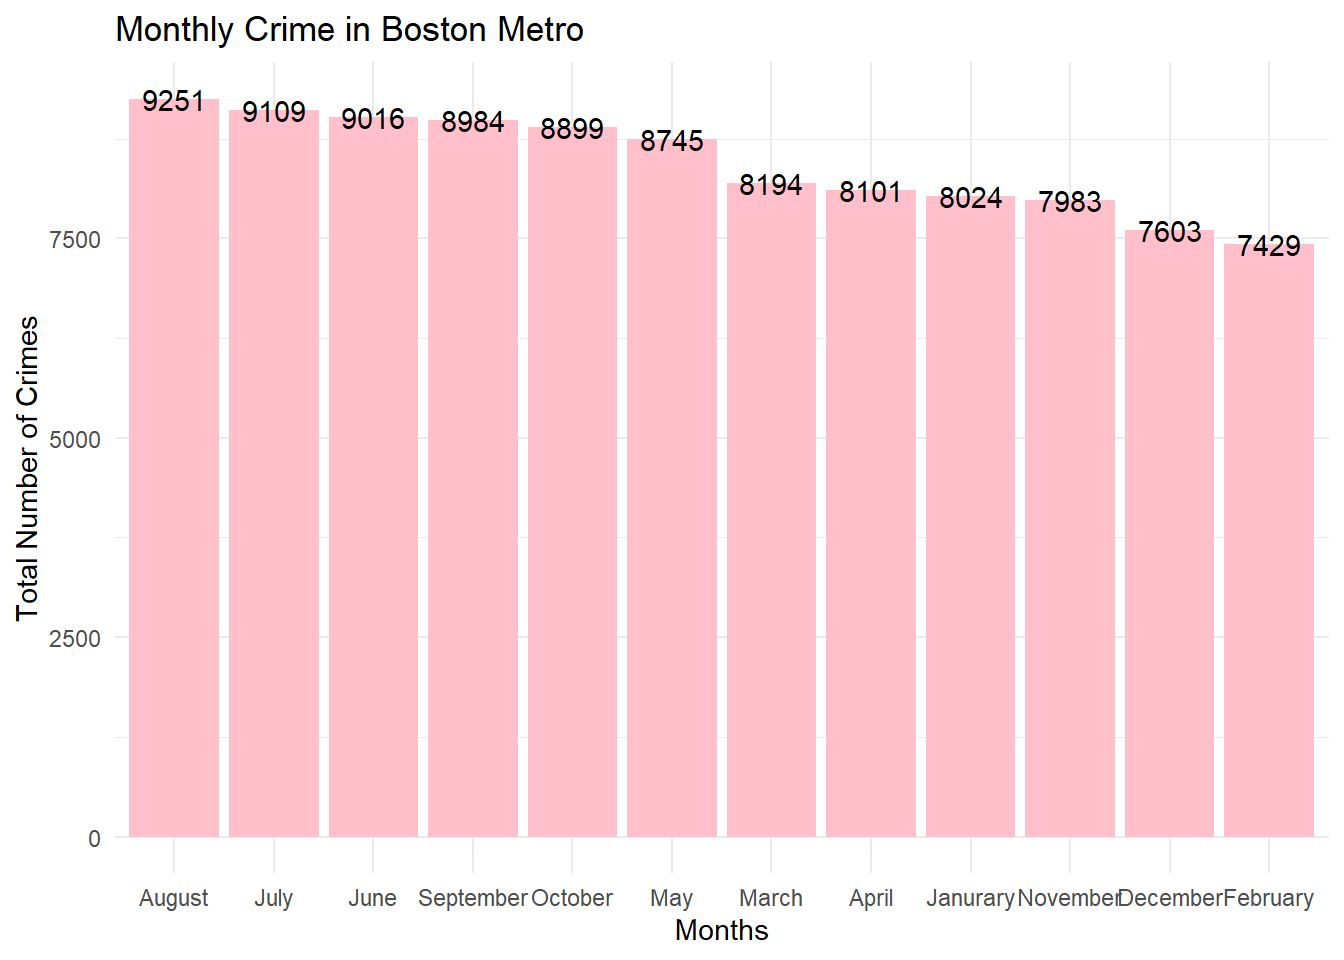 Monthly Crime in Boston Metro
9251 9109 9016 8984 8899 8745 8194 8101 8024 7983 7603 7429
7500
5000
2500
0
Total Number of Crimes
August July June September October May March April Janurary November December February
Months